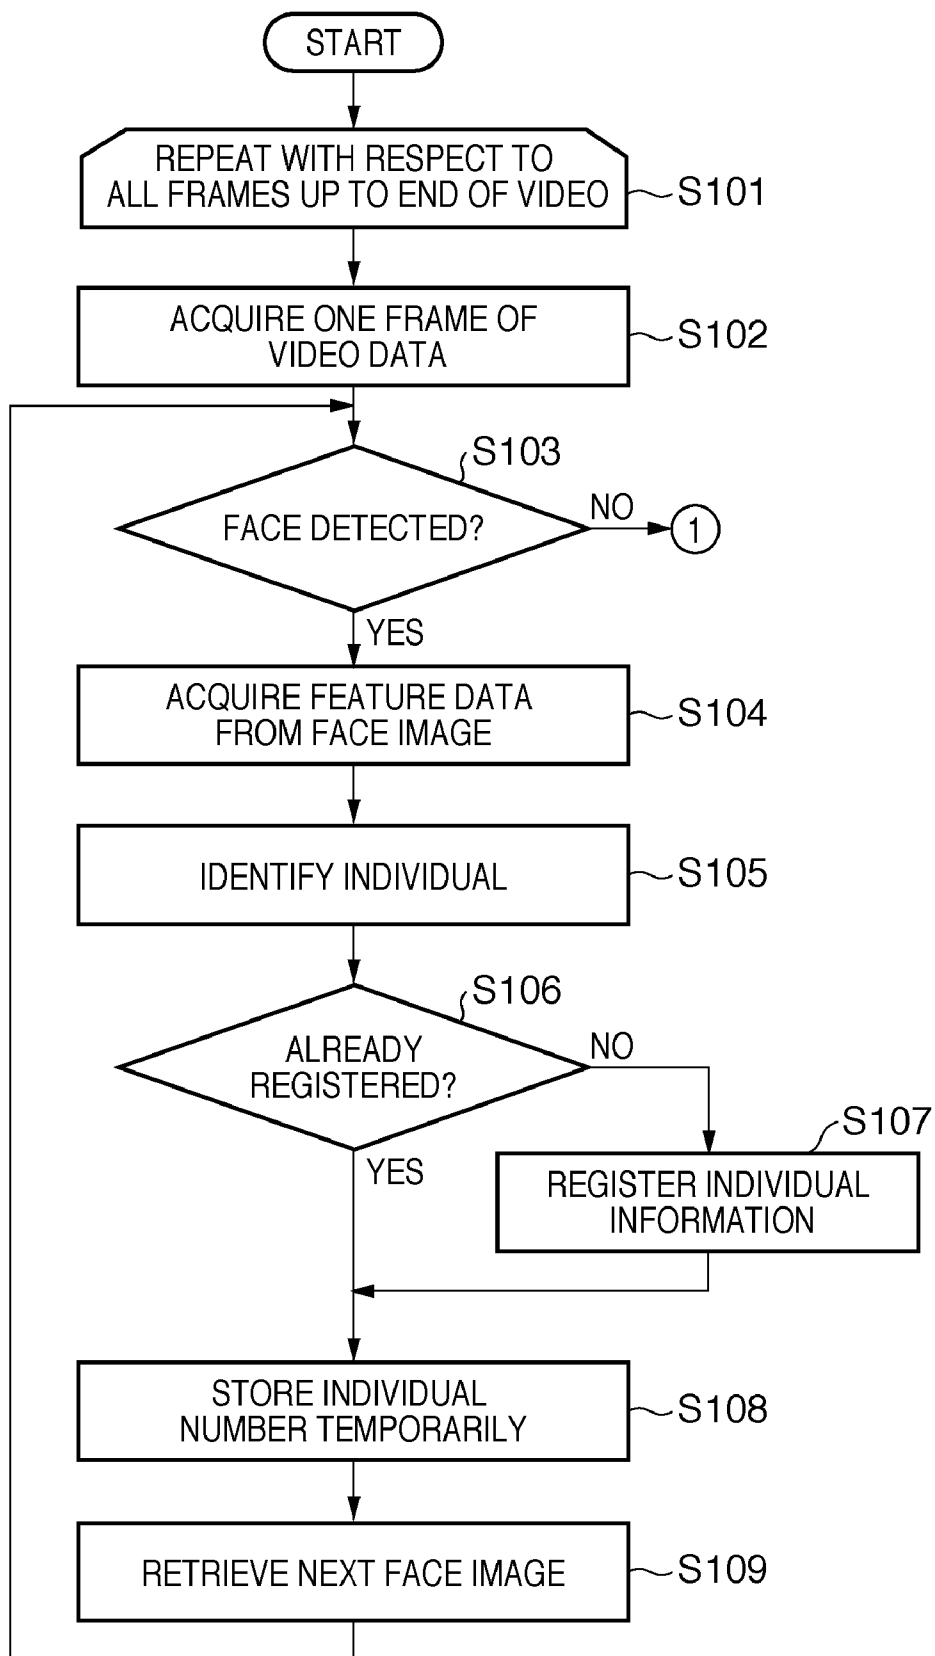 START
REPEAT WITH RESPECT TO
ALL FRAMES UP TO END OF VIDEO
S101
ACQUIRE ONE FRAME OF
VIDEO DATA
S102
S103
FACE DETECTED?
NO
1
YES
ACQUIRE FEATURE DATA
FROM FACE IMAGE
S104
IDENTIFY INDIVIDUAL
S105
S106
ALREADY
REGISTERED?
NO
YES
S107
REGISTER INDIVIDUAL
INFORMATION
STORE INDIVIDUAL
NUMBER TEMPORARILY
S108
RETRIEVE NEXT FACE IMAGE
S109